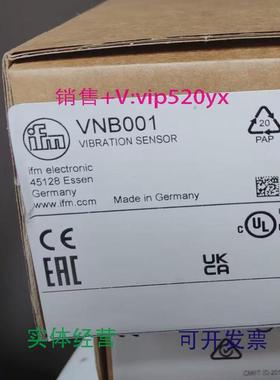 销售+V:vip520yx
ifm
VNB001
VIBRATION SENSOR
20
PAP
ifm electronic
45128 Essen
Germany
www.ifm.com
Made in Germany
C UL
CE
EAC
UK
CA
实体经营
可开发票